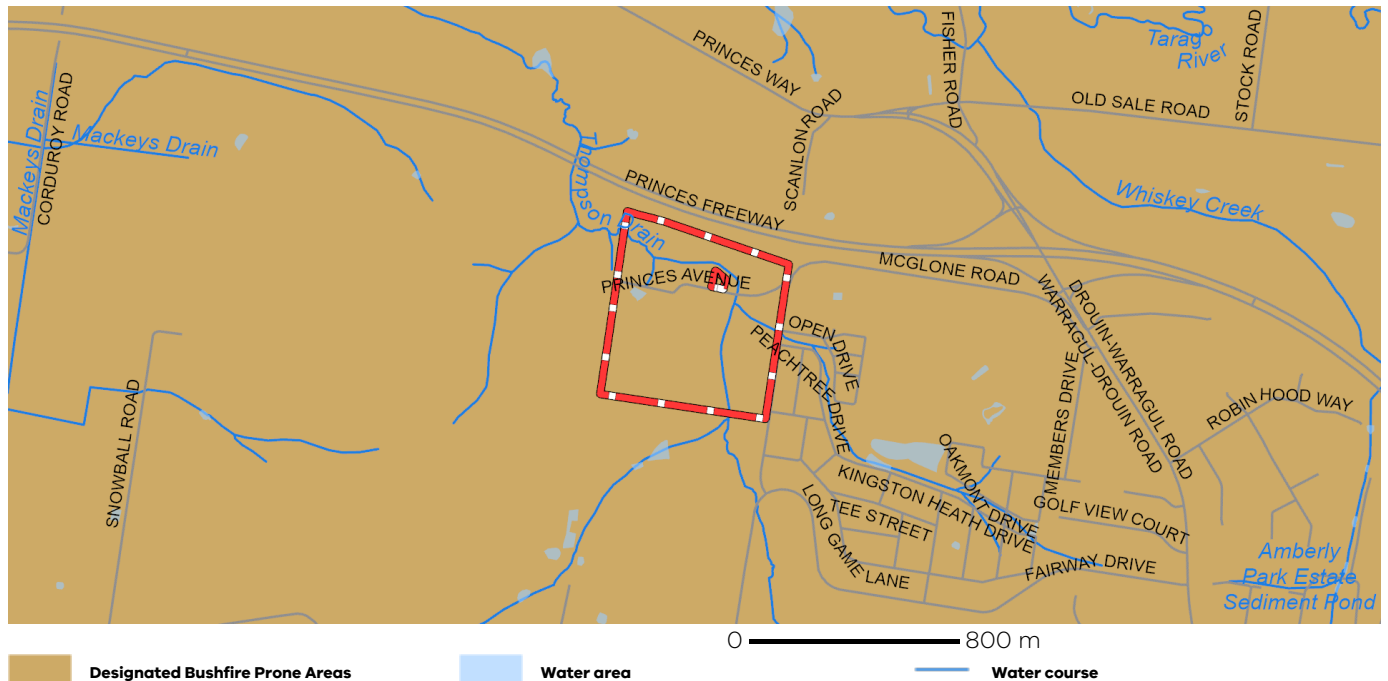 PRINCES WAY
FISHER ROAD
Tarago
River
STOCK ROAD
OLD SALE ROAD
SCANLON ROAD
Mackeys Drain
CORDUROY ROAD
Mackeys Drain
Thompson Drain
PRINCES FREEWAY
Whiskey Creek
MCGLONE ROAD
PRINCES AVENUE
WARRAGUL-DROUIN ROAD
DROUIN-WARRAGUL ROAD
OPEN DRIVE
PEACHTREE DRIVE
MEMBERS DRIVE
ROBIN HOOD WAY
SNOWBALL ROAD
OAKMONT DRIVE
KINGSTON HEATH DRIVE
GOLF VIEW COURT
TEE STREET
LONG GAME LANE
FAIRWAY DRIVE
Amberly
Park Estate
Sediment Pond
0 800 m
Designated Bushfire Prone Areas
Water area
Water course